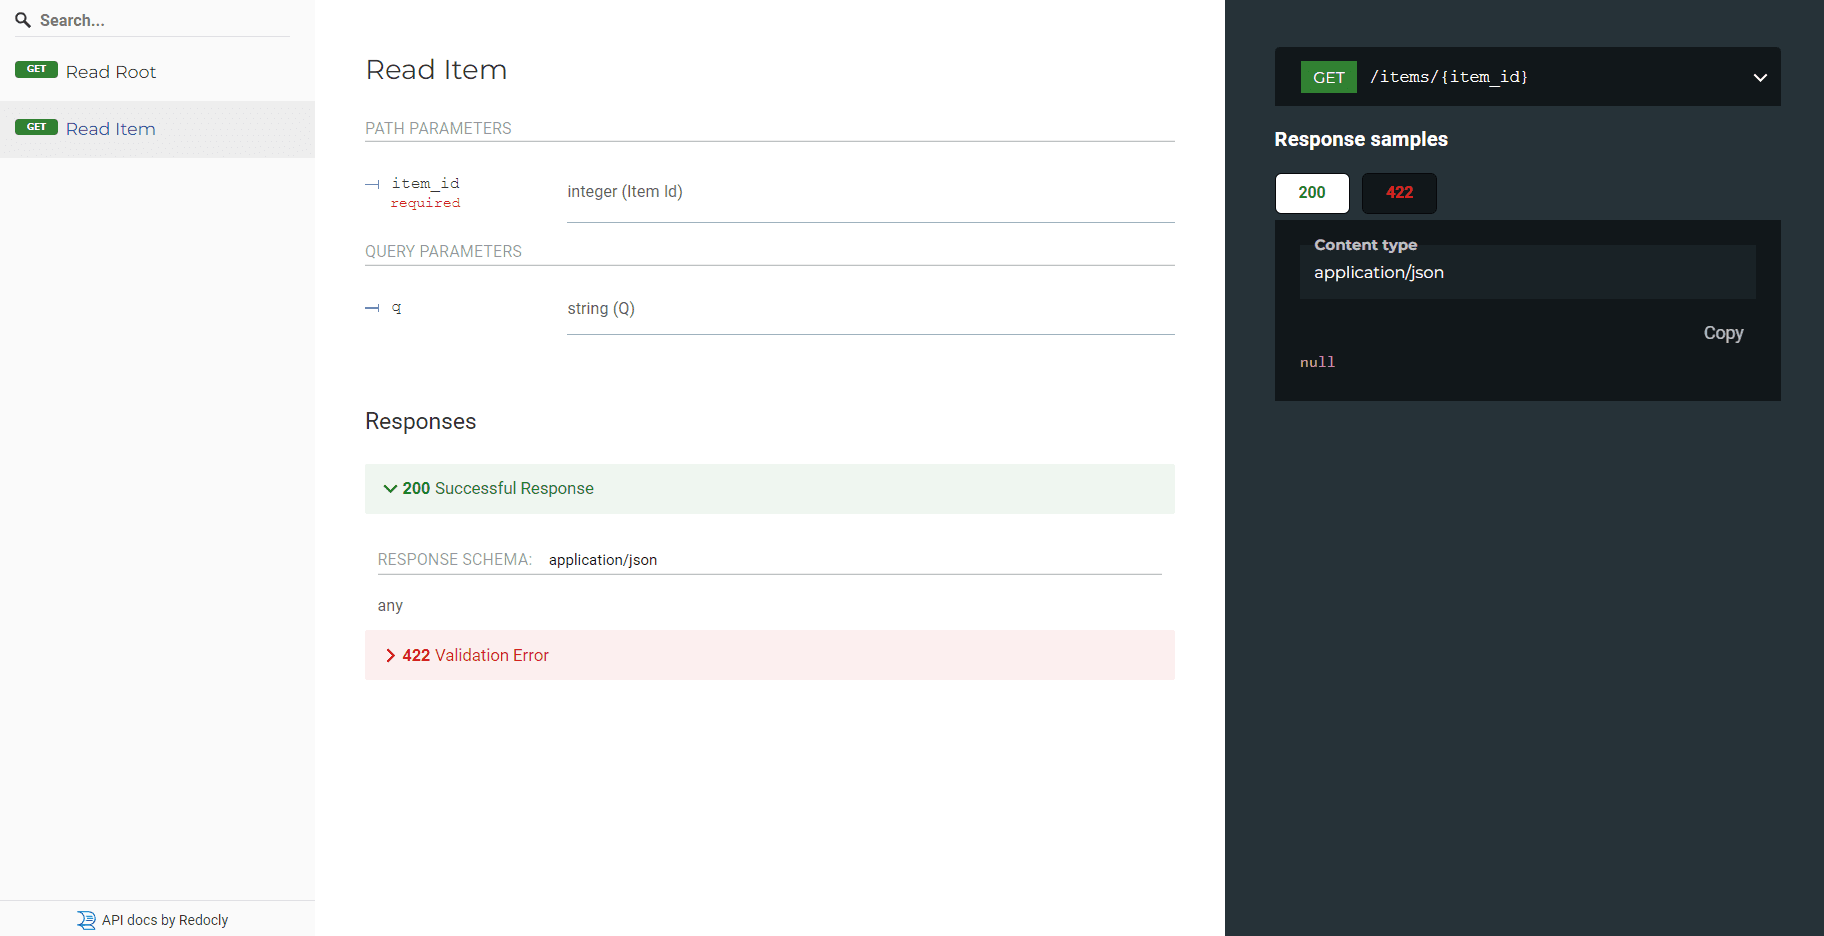 Search...
GET Read Root
GET Read Item
API docs by Redocly
Read Item
PATH PARAMETERS
item_id
required
integer (Item Id)
QUERY PARAMETERS
q
string (Q)
Responses
200 Successful Response
RESPONSE SCHEMA: application/json
any
422 Validation Error
GET /items/{item_id}
Response samples
200 422
Content type
application/json
Copy
null